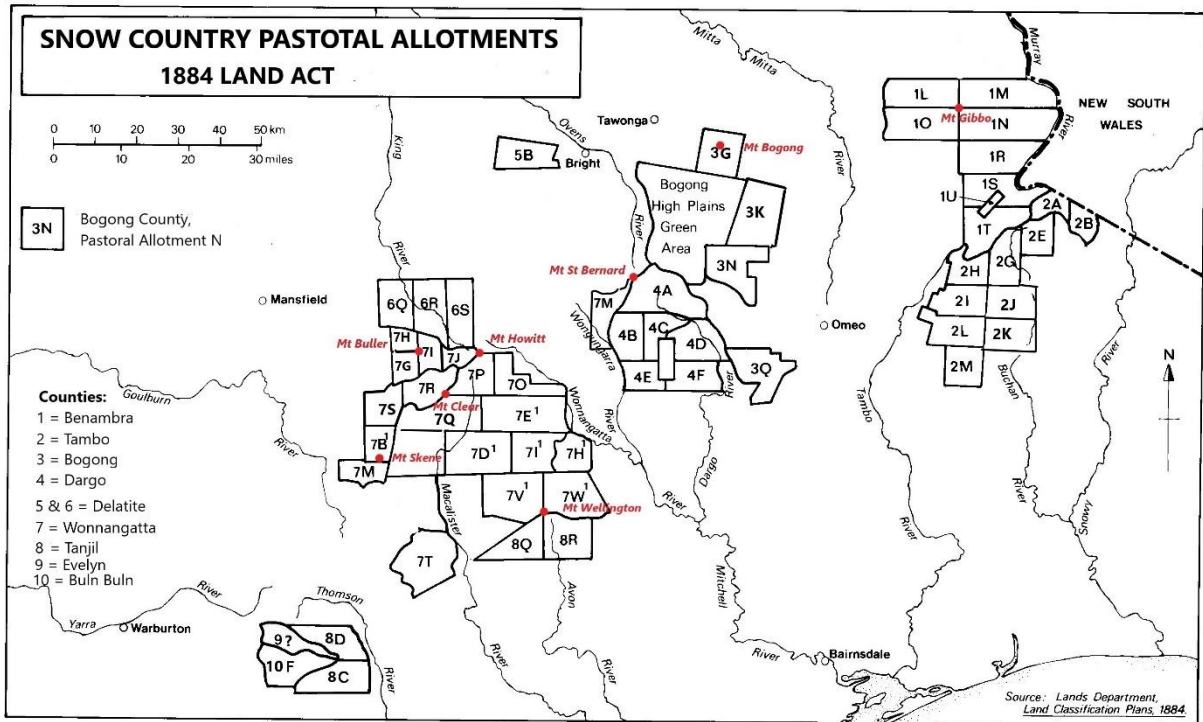 SNOW COUNTRY PASTOTAL ALLOTMENTS
1884 LAND ACT
0 10 20 30 40 50 km
0 10 20 30 miles
3N
Bogong County,
Pastoral Allotment N
Counties:
1 = Benambra
2 = Tambo
3 = Bogong
4 = Dargo
5 & 6 = Delatite
7 = Wonnangatta
8 = Tanjil
9 = Evelyn
10 = Buln Buln
Mitta
Mitta
River
Murray
River
NEW SOUTH
WALES
King
River
Ovens
River
Tawonga
Bright
5B
3G
Mt Bogong
Bogong
High Plains
Green
Area
3K
3N
1L
1M
Mt Gibbo
1O
1N
1R
1S
1U
1T
2A
2B
2E
2G
2H
2I
2J
2L
2K
2M
Mt St Bernard
4A
7M
4B
4C
4D
4E
4F
3Q
Wongungarra
River
Omeo
Mansfield
6Q
6R
6S
7H
7I
7J
7G
Mt Buller
Mt Howitt
7P
7O
7R
Mt Clear
7S
7Q
7E1
7B1
Mt Skene
7M
7D1
7I1
7H1
7V1
7W1
Mt Wellington
8Q
8R
7T
Goulburn
River
Wonnangatta
River
Dargo
River
Macalister
River
Avon
River
Mitchell
River
Tambo
River
Buchan
River
Snowy
River
N
Yarra
River
Warburton
Thomson
River
9?
8D
10F
8C
Bairnsdale
Source: Lands Department,
Land Classification Plans, 1884.